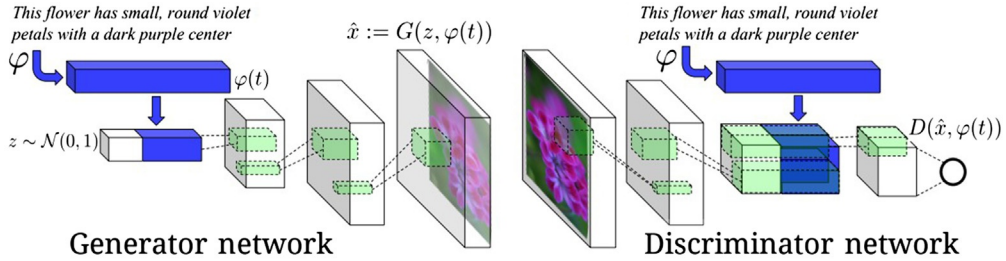 This flower has small, round violet
petals with a dark purple center
φ
φ(t)
z ~ N(0,1)
x̂ := G(z, φ(t))
Generator network
This flower has small, round violet
petals with a dark purple center
φ
D(x̂, φ(t))
Discriminator network